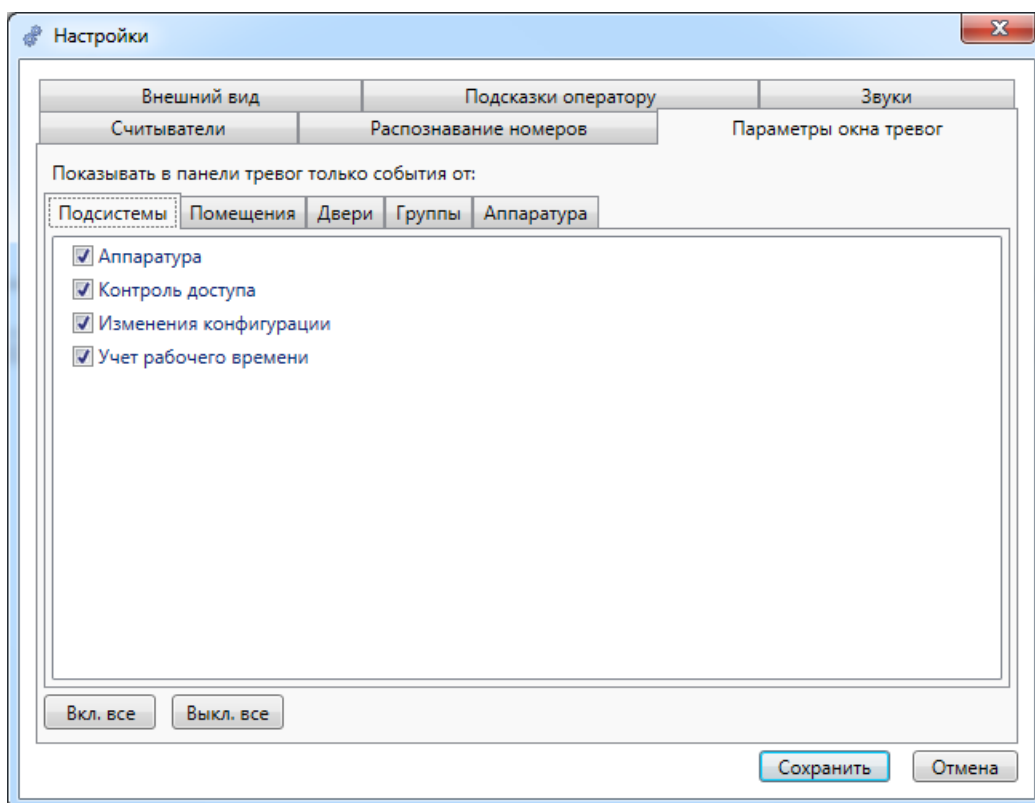 Настройки
Внешний вид Подсказки оператору Звуки
Считыватели Распознавание номеров Параметры окна тревог
Показывать в панели тревог только события от:
Подсистемы Помещения Двери Группы Аппаратура
Аппаратура
Контроль доступа
Изменения конфигурации
Учет рабочего времени
Вкл. все Выкл. все
Сохранить Отмена